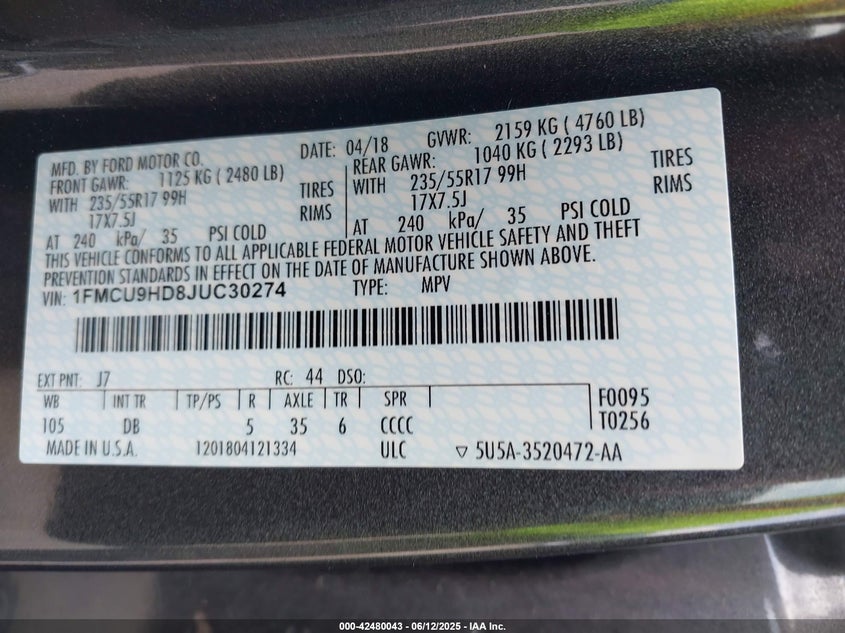 MFD. BY FORD MOTOR CO. DATE: 04/18 GVWR: 2159 KG ( 4760 LB)
FRONT GAWR: 1125 KG ( 2480 LB) REAR GAWR: 1040 KG ( 2293 LB)
WITH 235/55R17 99H TIRES WITH 235/55R17 99H TIRES
17X7.5J RIMS 17X7.5J RIMS
AT 240 kPa/ 35 PSI COLD AT 240 kPa/ 35 PSI COLD
THIS VEHICLE CONFORMS TO ALL APPLICABLE FEDERAL MOTOR VEHICLE SAFETY AND THEFT
PREVENTION STANDARDS IN EFFECT ON THE DATE OF MANUFACTURE SHOWN ABOVE.
VIN: 1FMCU9HD8JUC30274 TYPE: MPV
EXT PNT: J7 RC: 44 DSO:
WB INT TR TP/PS R AXLE TR SPR F0095
105 DB 5 35 6 CCCC T0256
MADE IN U.S.A. 1201804121334 ULC ▽ 5U5A-3520472-AA
000-42480043 - 06/12/2025 - IAA Inc.